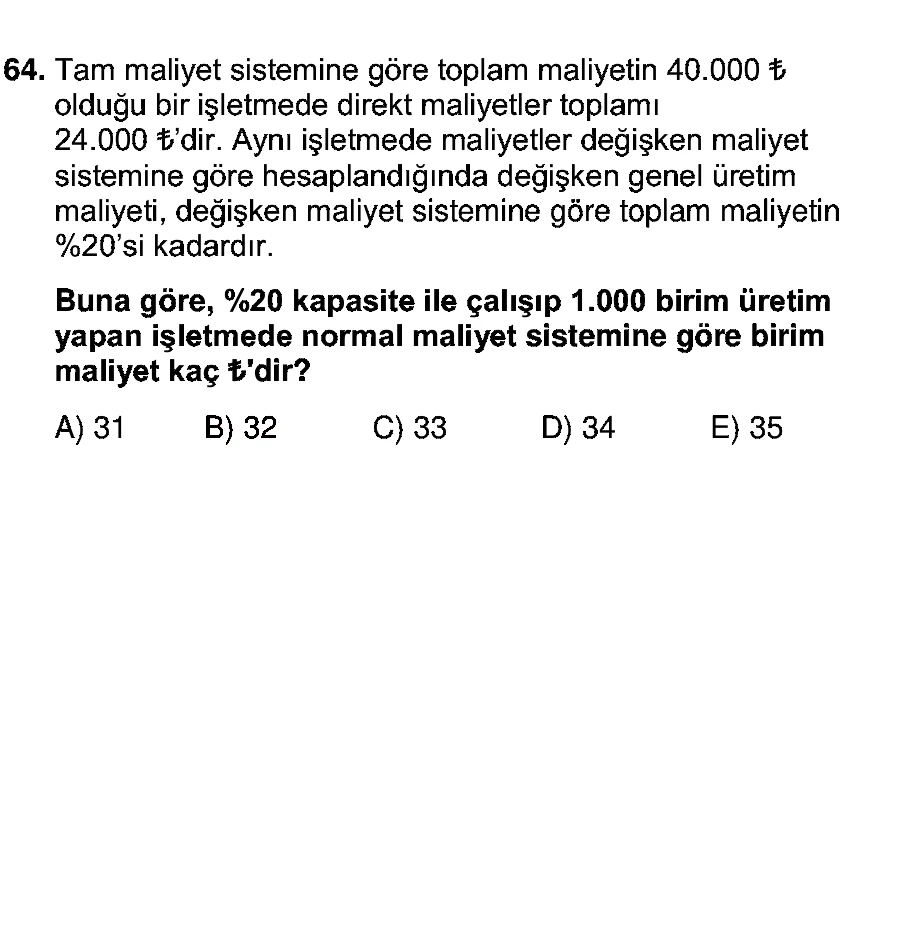 64. Tam maliyet sistemine göre toplam maliyetin 40.000 ₺
olduğu bir işletmede direkt maliyetler toplamı
24.000 ₺’dir. Aynı işletmede maliyetler değişken maliyet
sistemine göre hesaplandığında değişken genel üretim
maliyeti, değişken maliyet sistemine göre toplam maliyetin
%20’si kadardır.
Buna göre, %20 kapasite ile çalışıp 1.000 birim üretim
yapan işletmede normal maliyet sistemine göre birim
maliyet kaç ₺'dir?
A) 31 B) 32 C) 33 D) 34 E) 35